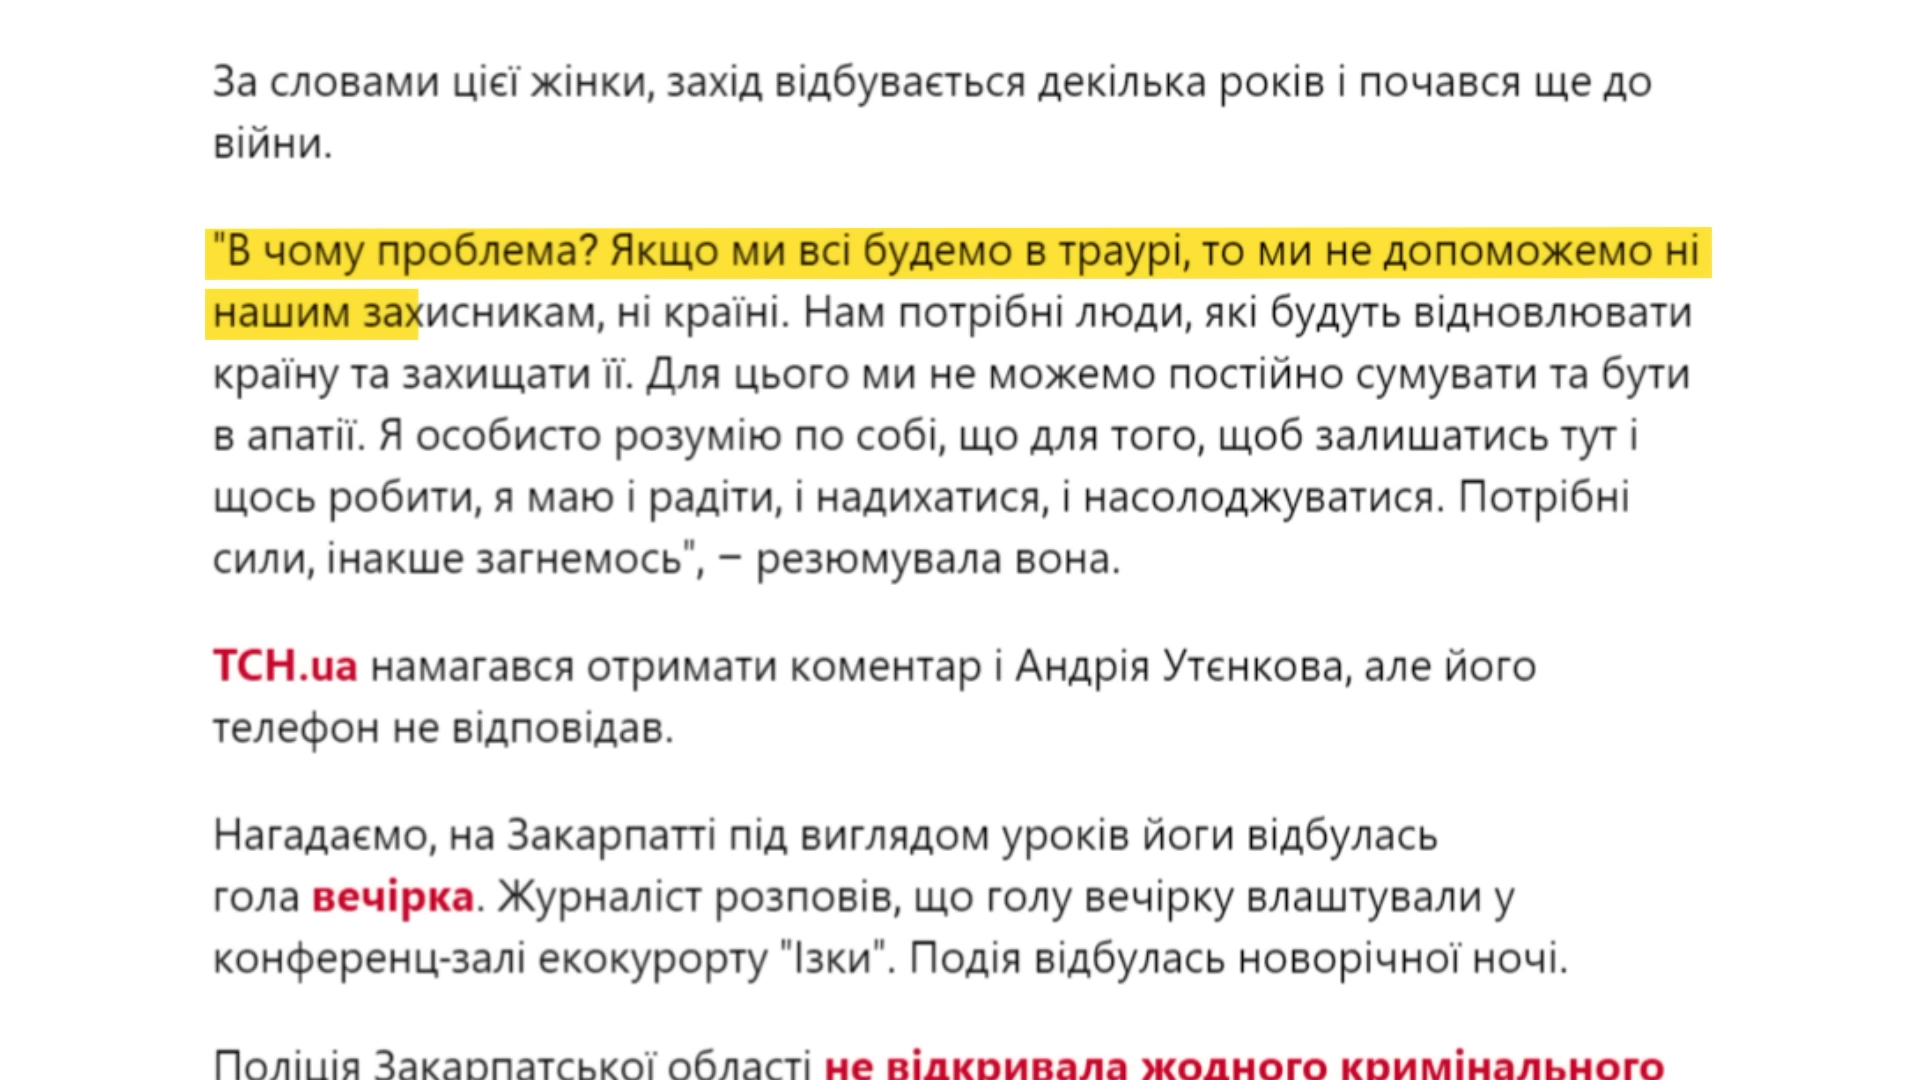 За словами цієї жінки, захід відбувається декілька років і почався ще до
війни.
"В чому проблема? Якщо ми всі будемо в траурі, то ми не допоможемо ні
нашим захисникам, ні країні. Нам потрібні люди, які будуть відновлювати
країну та захищати її. Для цього ми не можемо постійно сумувати та бути
в апатії. Я особисто розумію по собі, що для того, щоб залишатись тут і
щось робити, я маю і радіти, і надихатися, і насолоджуватися. Потрібні
сили, інакше загнемось", – резюмувала вона.
ТСН.ua намагався отримати коментар і Андрія Утєнкова, але його
телефон не відповідав.
Нагадаємо, на Закарпатті під виглядом уроків йоги відбулась
гола вечірка. Журналіст розповів, що голу вечірку влаштували у
конференц-залі екокурорту "Ізки". Подія відбулась новорічної ночі.
Поліція Закарпатської області не відкривала жодного кримінального